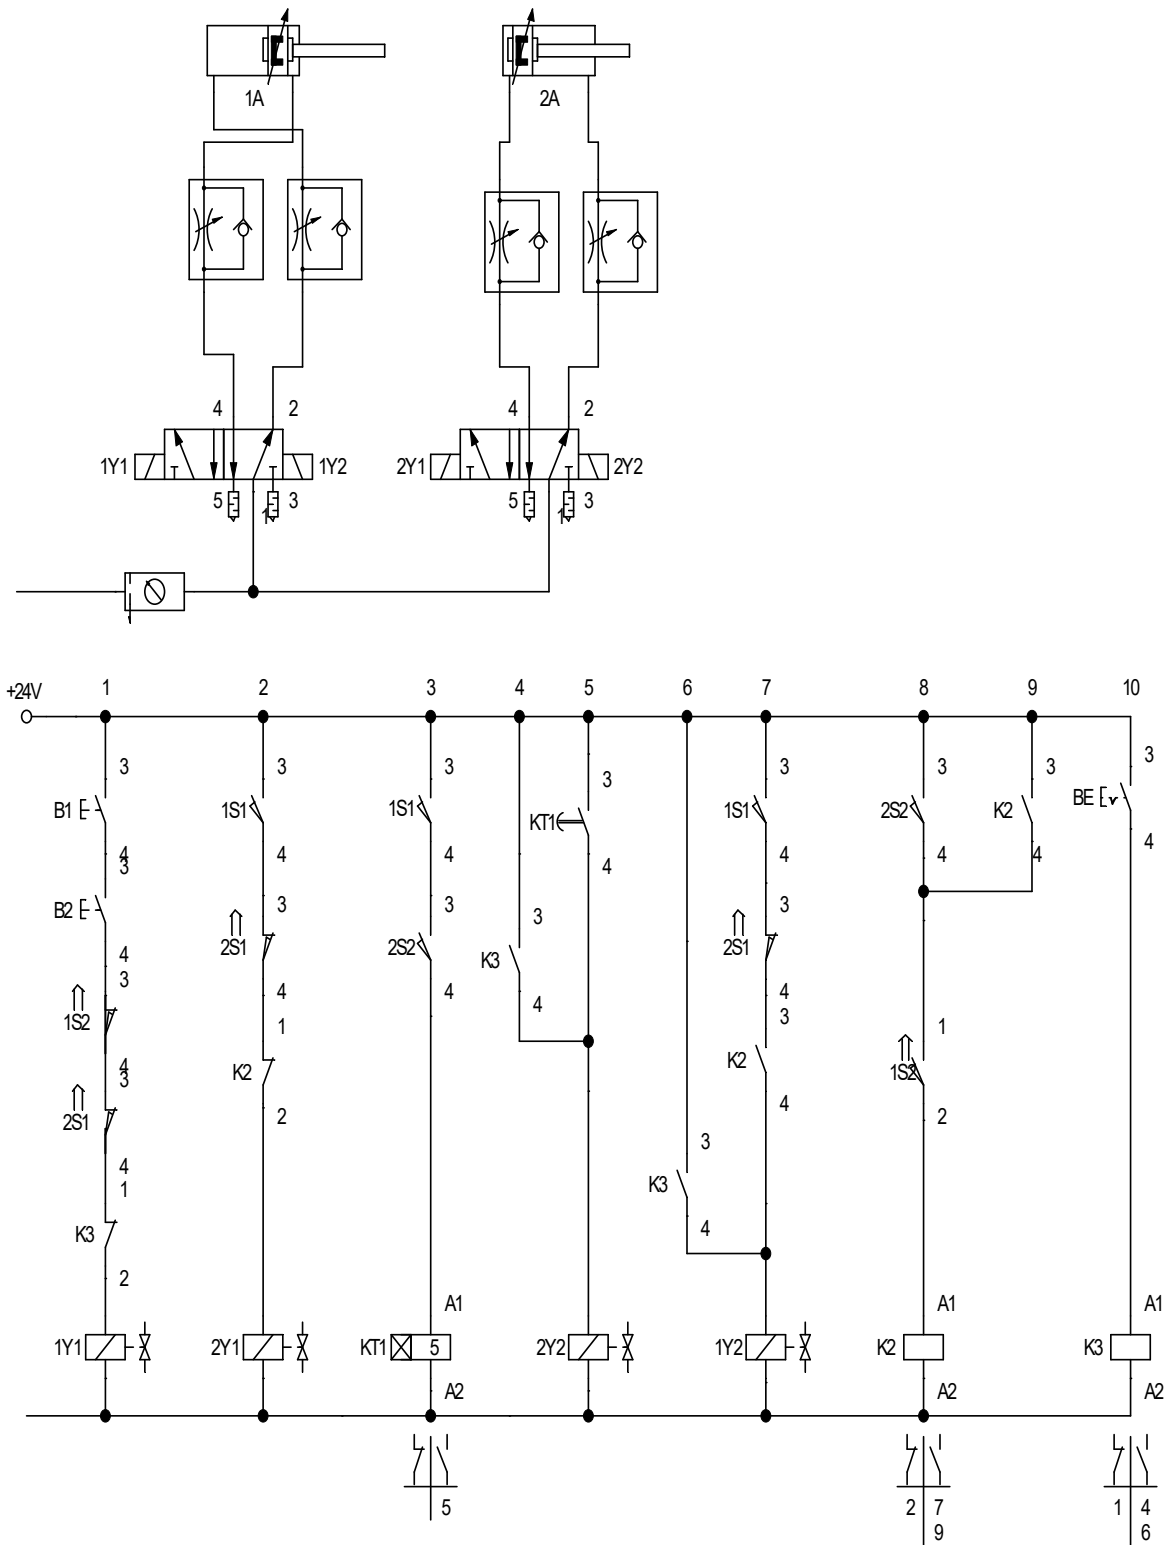 1A 2A
4 2 4 2
1Y1 1Y2 2Y1 2Y2
5 1 3 5 1 3
+24V 1 2 3 4 5 6 7 8 9 10
3
3 3 3 3 3 3
3
B1 1S1 1S1 KT1 1S1 2S2 K2 BE
4
4 4 4 4 4 4
3 4
3 3 3
B2 3
2S1 2S2 2S1
4 K3
3 4 4 4
4
1S2 1 3 1
4 K2 K2 1S2
3
2S1 2 4 2
3
4
1 K3
K3 4
2
A1 A1 A1
1Y1 2Y1 KT1 5 2Y2 1Y2 K2 K3
A2 A2 A2
5 2 7 1 4
9 6